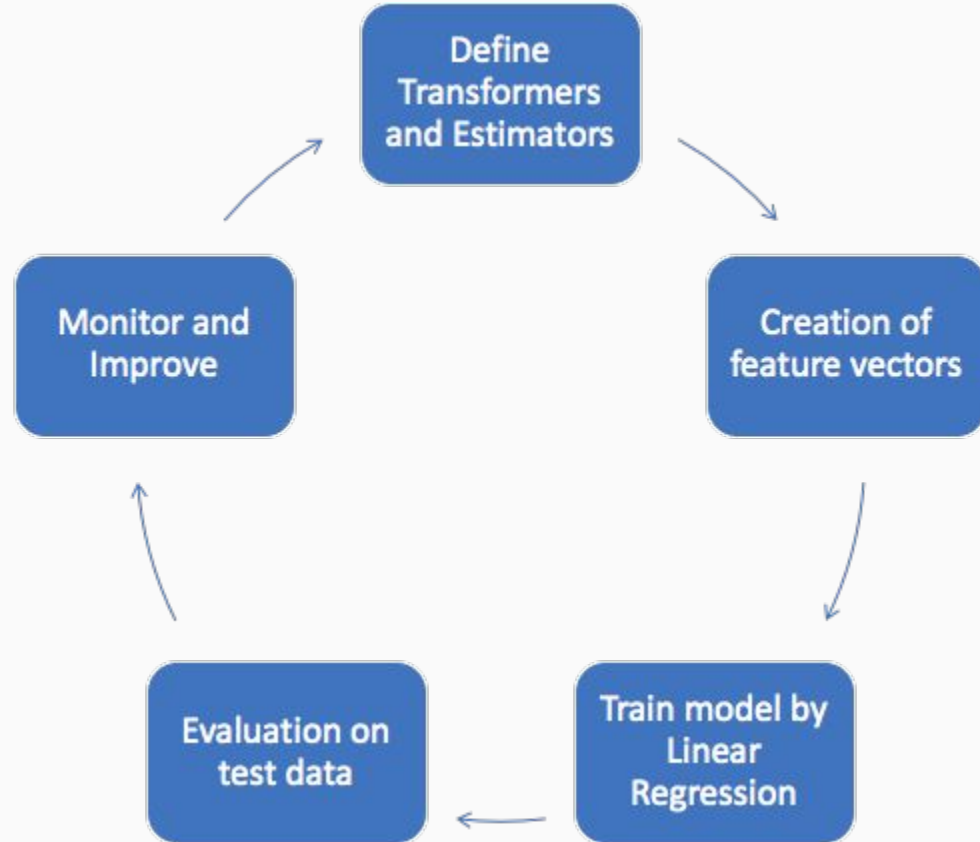 Define
Transformers
and Estimators
Creation of
feature vectors
Train model by
Linear
Regression
Evaluation on
test data
Monitor and
Improve